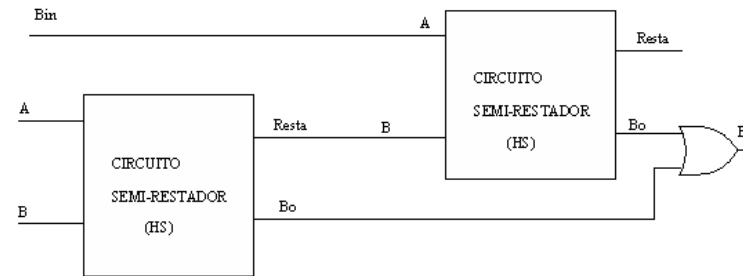 Bin
A
Resta
CIRCUITO
SEMI-RESTADOR
(HS)
A
Resta
B
Bo
CIRCUITO
SEMI-RESTADOR
(HS)
B
Bo